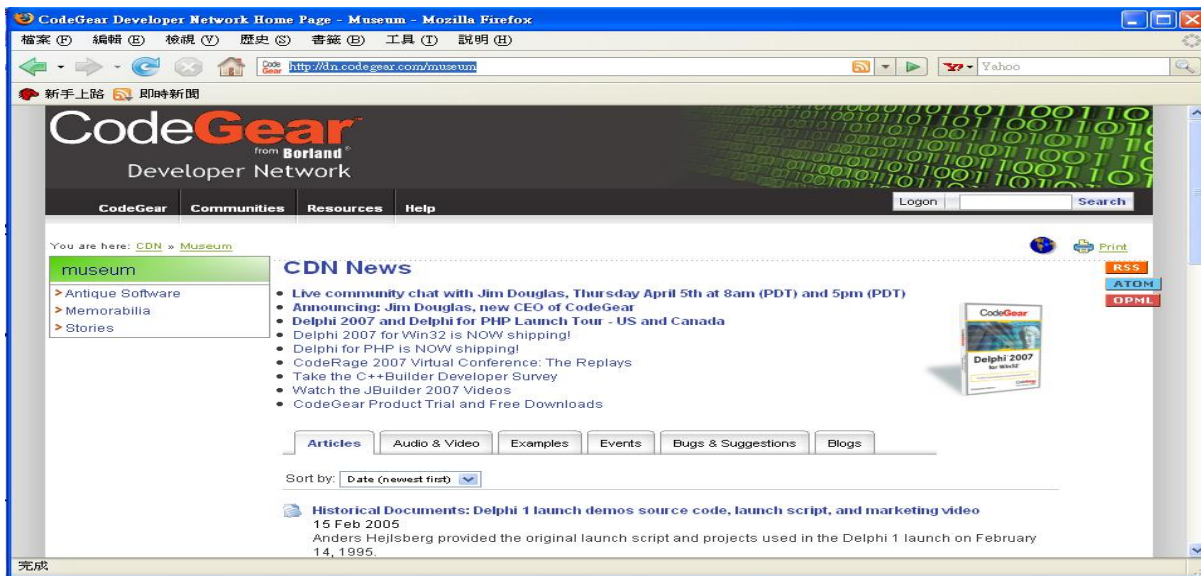 CodeGear Developer Network Home Page - Museum - Mozilla Firefox
檔案(F) 編輯(E) 檢視(V) 歷史(S) 書籤(B) 工具(T) 說明(H)
Code Gear http://dn.codegear.com/museum Yahoo
新手上路 即時新聞
CodeGear
from Borland®
Developer Network
CodeGear Communities Resources Help Logon Search
You are here: CDN » Museum Print
museum
> Antique Software
> Memorabilia
> Stories
CDN News
RSS
ATOM
OPML
• Live community chat with Jim Douglas, Thursday April 5th at 8am (PDT) and 5pm (PDT)
• Announcing: Jim Douglas, new CEO of CodeGear
• Delphi 2007 and Delphi for PHP Launch Tour - US and Canada
• Delphi 2007 for Win32 is NOW shipping!
• Delphi for PHP is NOW shipping!
• CodeRage 2007 Virtual Conference: The Replays
• Take the C++Builder Developer Survey
• Watch the JBuilder 2007 Videos
• CodeGear Product Trial and Free Downloads
CodeGear
Delphi 2007
for Win32
Articles Audio & Video Examples Events Bugs & Suggestions Blogs
Sort by: Date (newest first)
Historical Documents: Delphi 1 launch demos source code, launch script, and marketing video
15 Feb 2005
Anders Hejlsberg provided the original launch script and projects used in the Delphi 1 launch on February
14, 1995.
完成